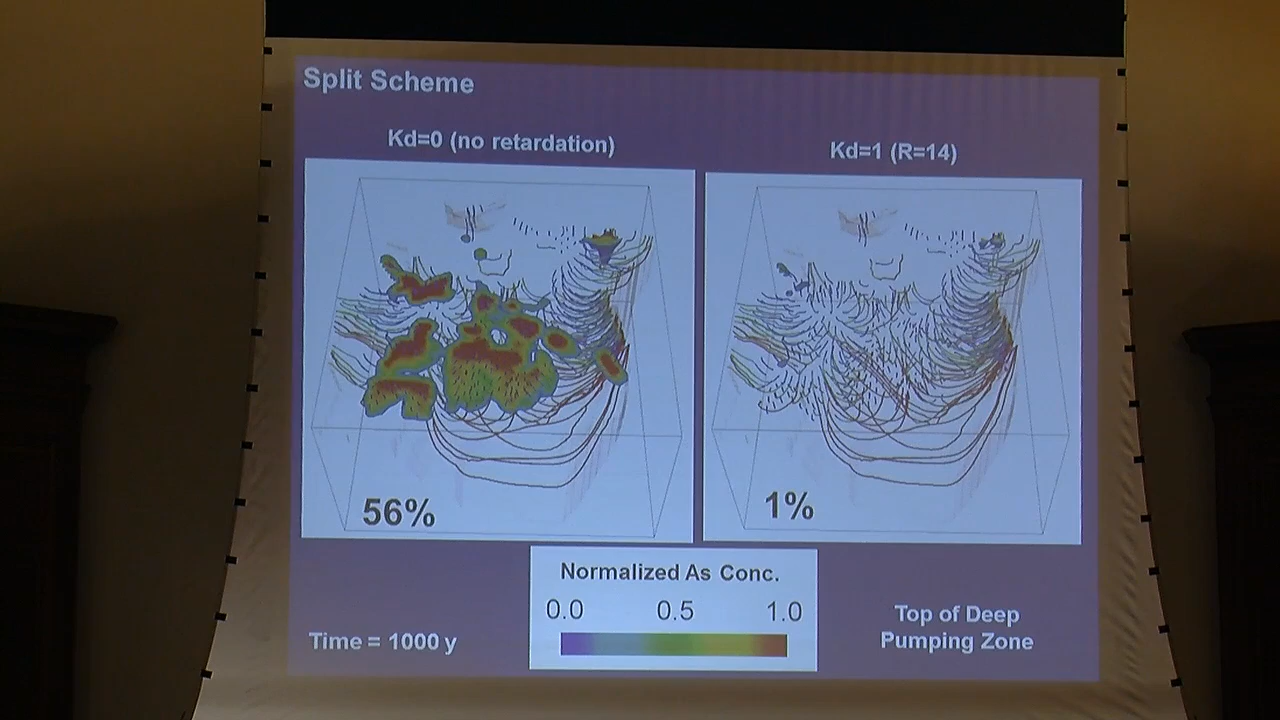 Split Scheme
Kd=0 (no retardation)
Kd=1 (R=14)
56%
1%
Normalized As Conc.
0.0 0.5 1.0
Time = 1000 y
Top of Deep
Pumping Zone